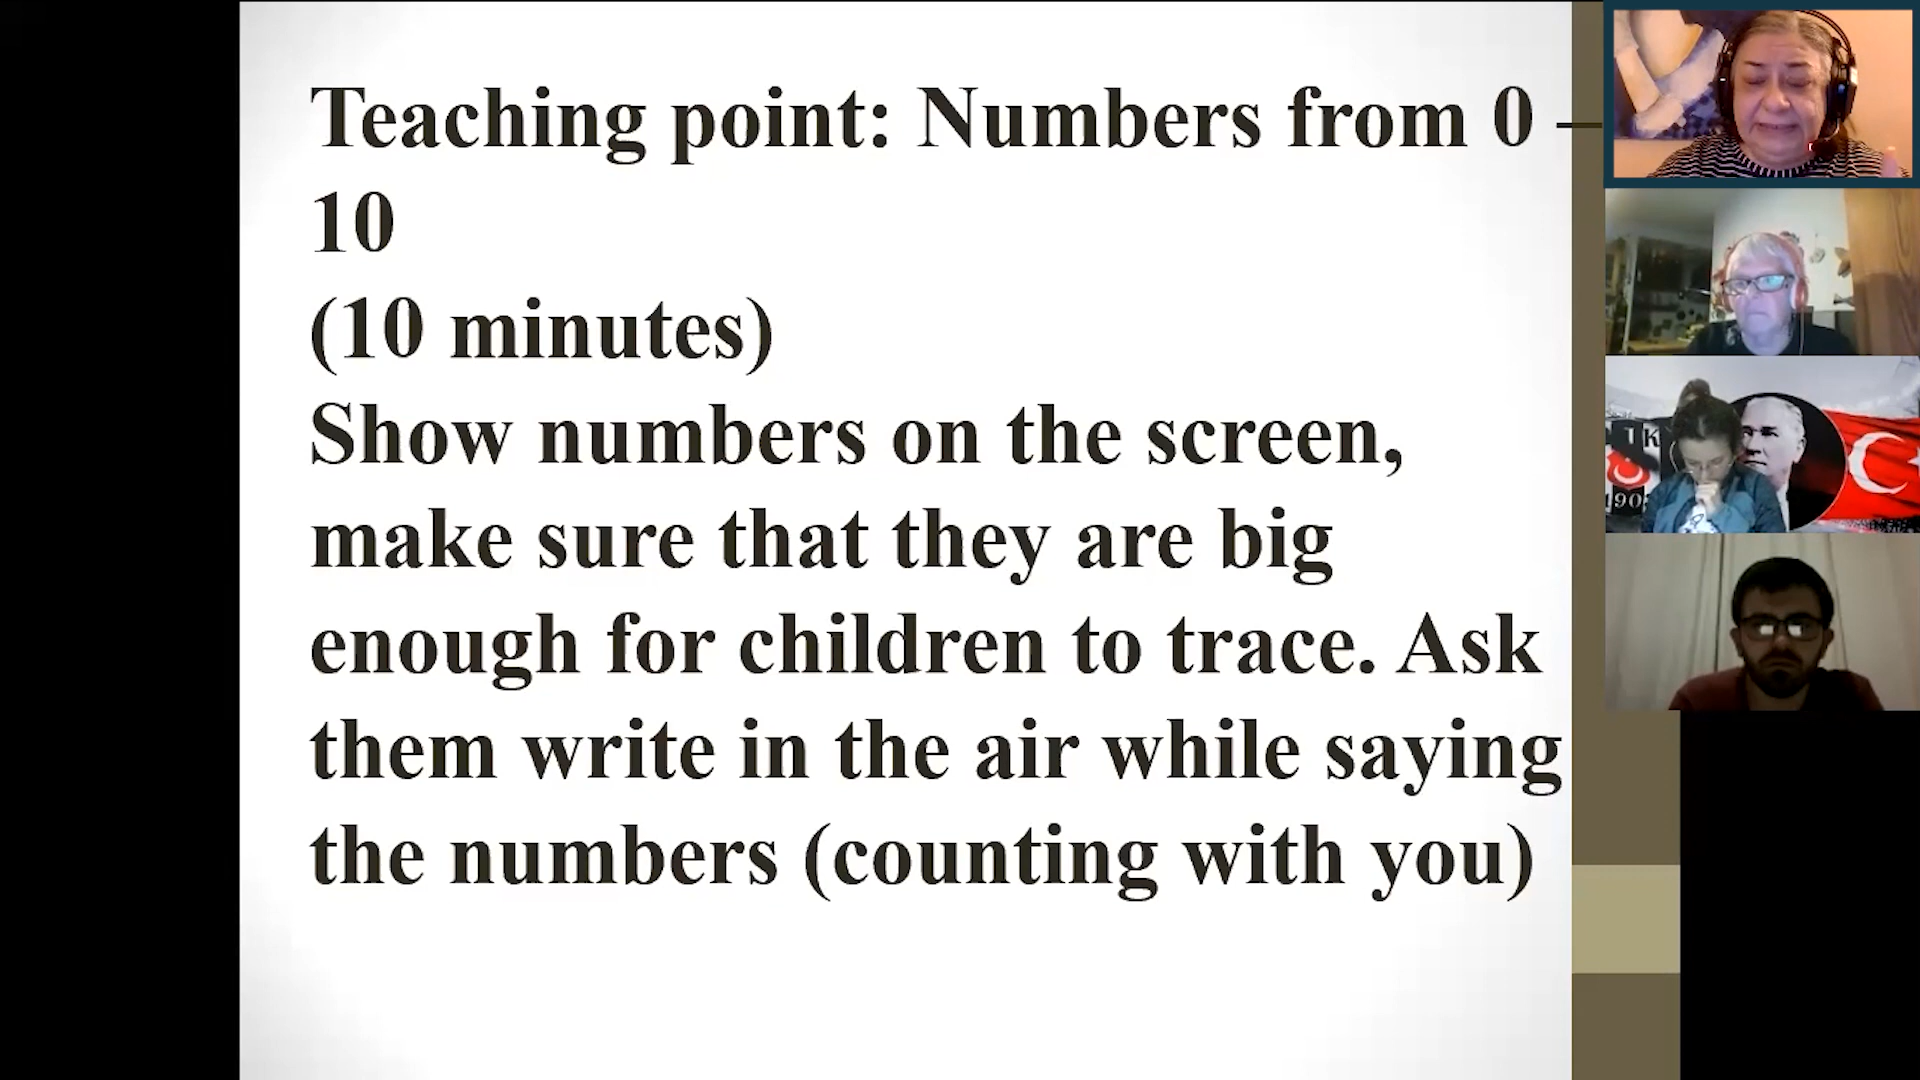 Teaching point: Numbers from 0 –
10
(10 minutes)
Show numbers on the screen,
make sure that they are big
enough for children to trace. Ask
them write in the air while saying
the numbers (counting with you)
190